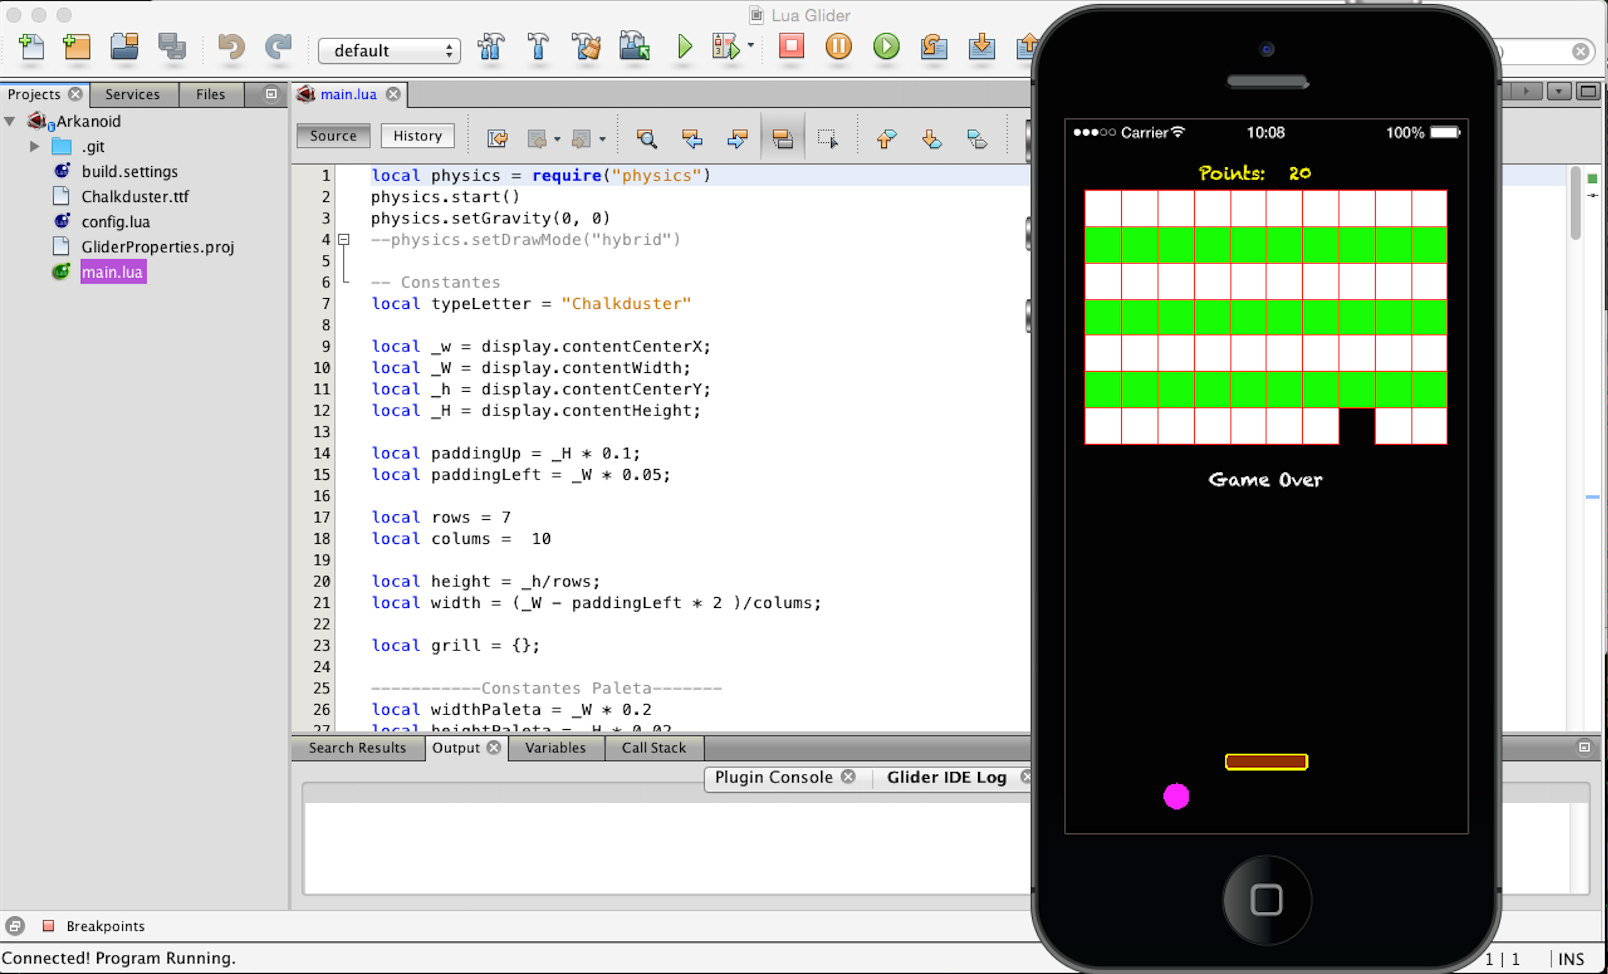 Lua Glider
default
Projects
Services
Files
main.lua
Arkanoid
.git
build.settings
Chalkduster.ttf
config.lua
GliderProperties.proj
main.lua
Source
History
1 local physics = require("physics")
2 physics.start()
3 physics.setGravity(0, 0)
4 --physics.setDrawMode("hybrid")
5
6 -- Constantes
7 local typeLetter = "Chalkduster"
8
9 local _w = display.contentCenterX;
10 local _W = display.contentWidth;
11 local _h = display.contentCenterY;
12 local _H = display.contentHeight;
13
14 local paddingUp = _H * 0.1;
15 local paddingLeft = _W * 0.05;
16
17 local rows = 7
18 local colums =  10
19
20 local height = _h/rows;
21 local width = (_W - paddingLeft * 2 )/colums;
22
23 local grill = {};
24
25 -----------Constantes Paleta-------
26 local widthPaleta = _W * 0.2
27 local heightPaleta = _H * 0.02
Search Results
Output
Variables
Call Stack
Plugin Console
Glider IDE Log
Breakpoints
Connected! Program Running.
1 | 1
INS
Carrier
10:08
100%
Points: 20
Game Over